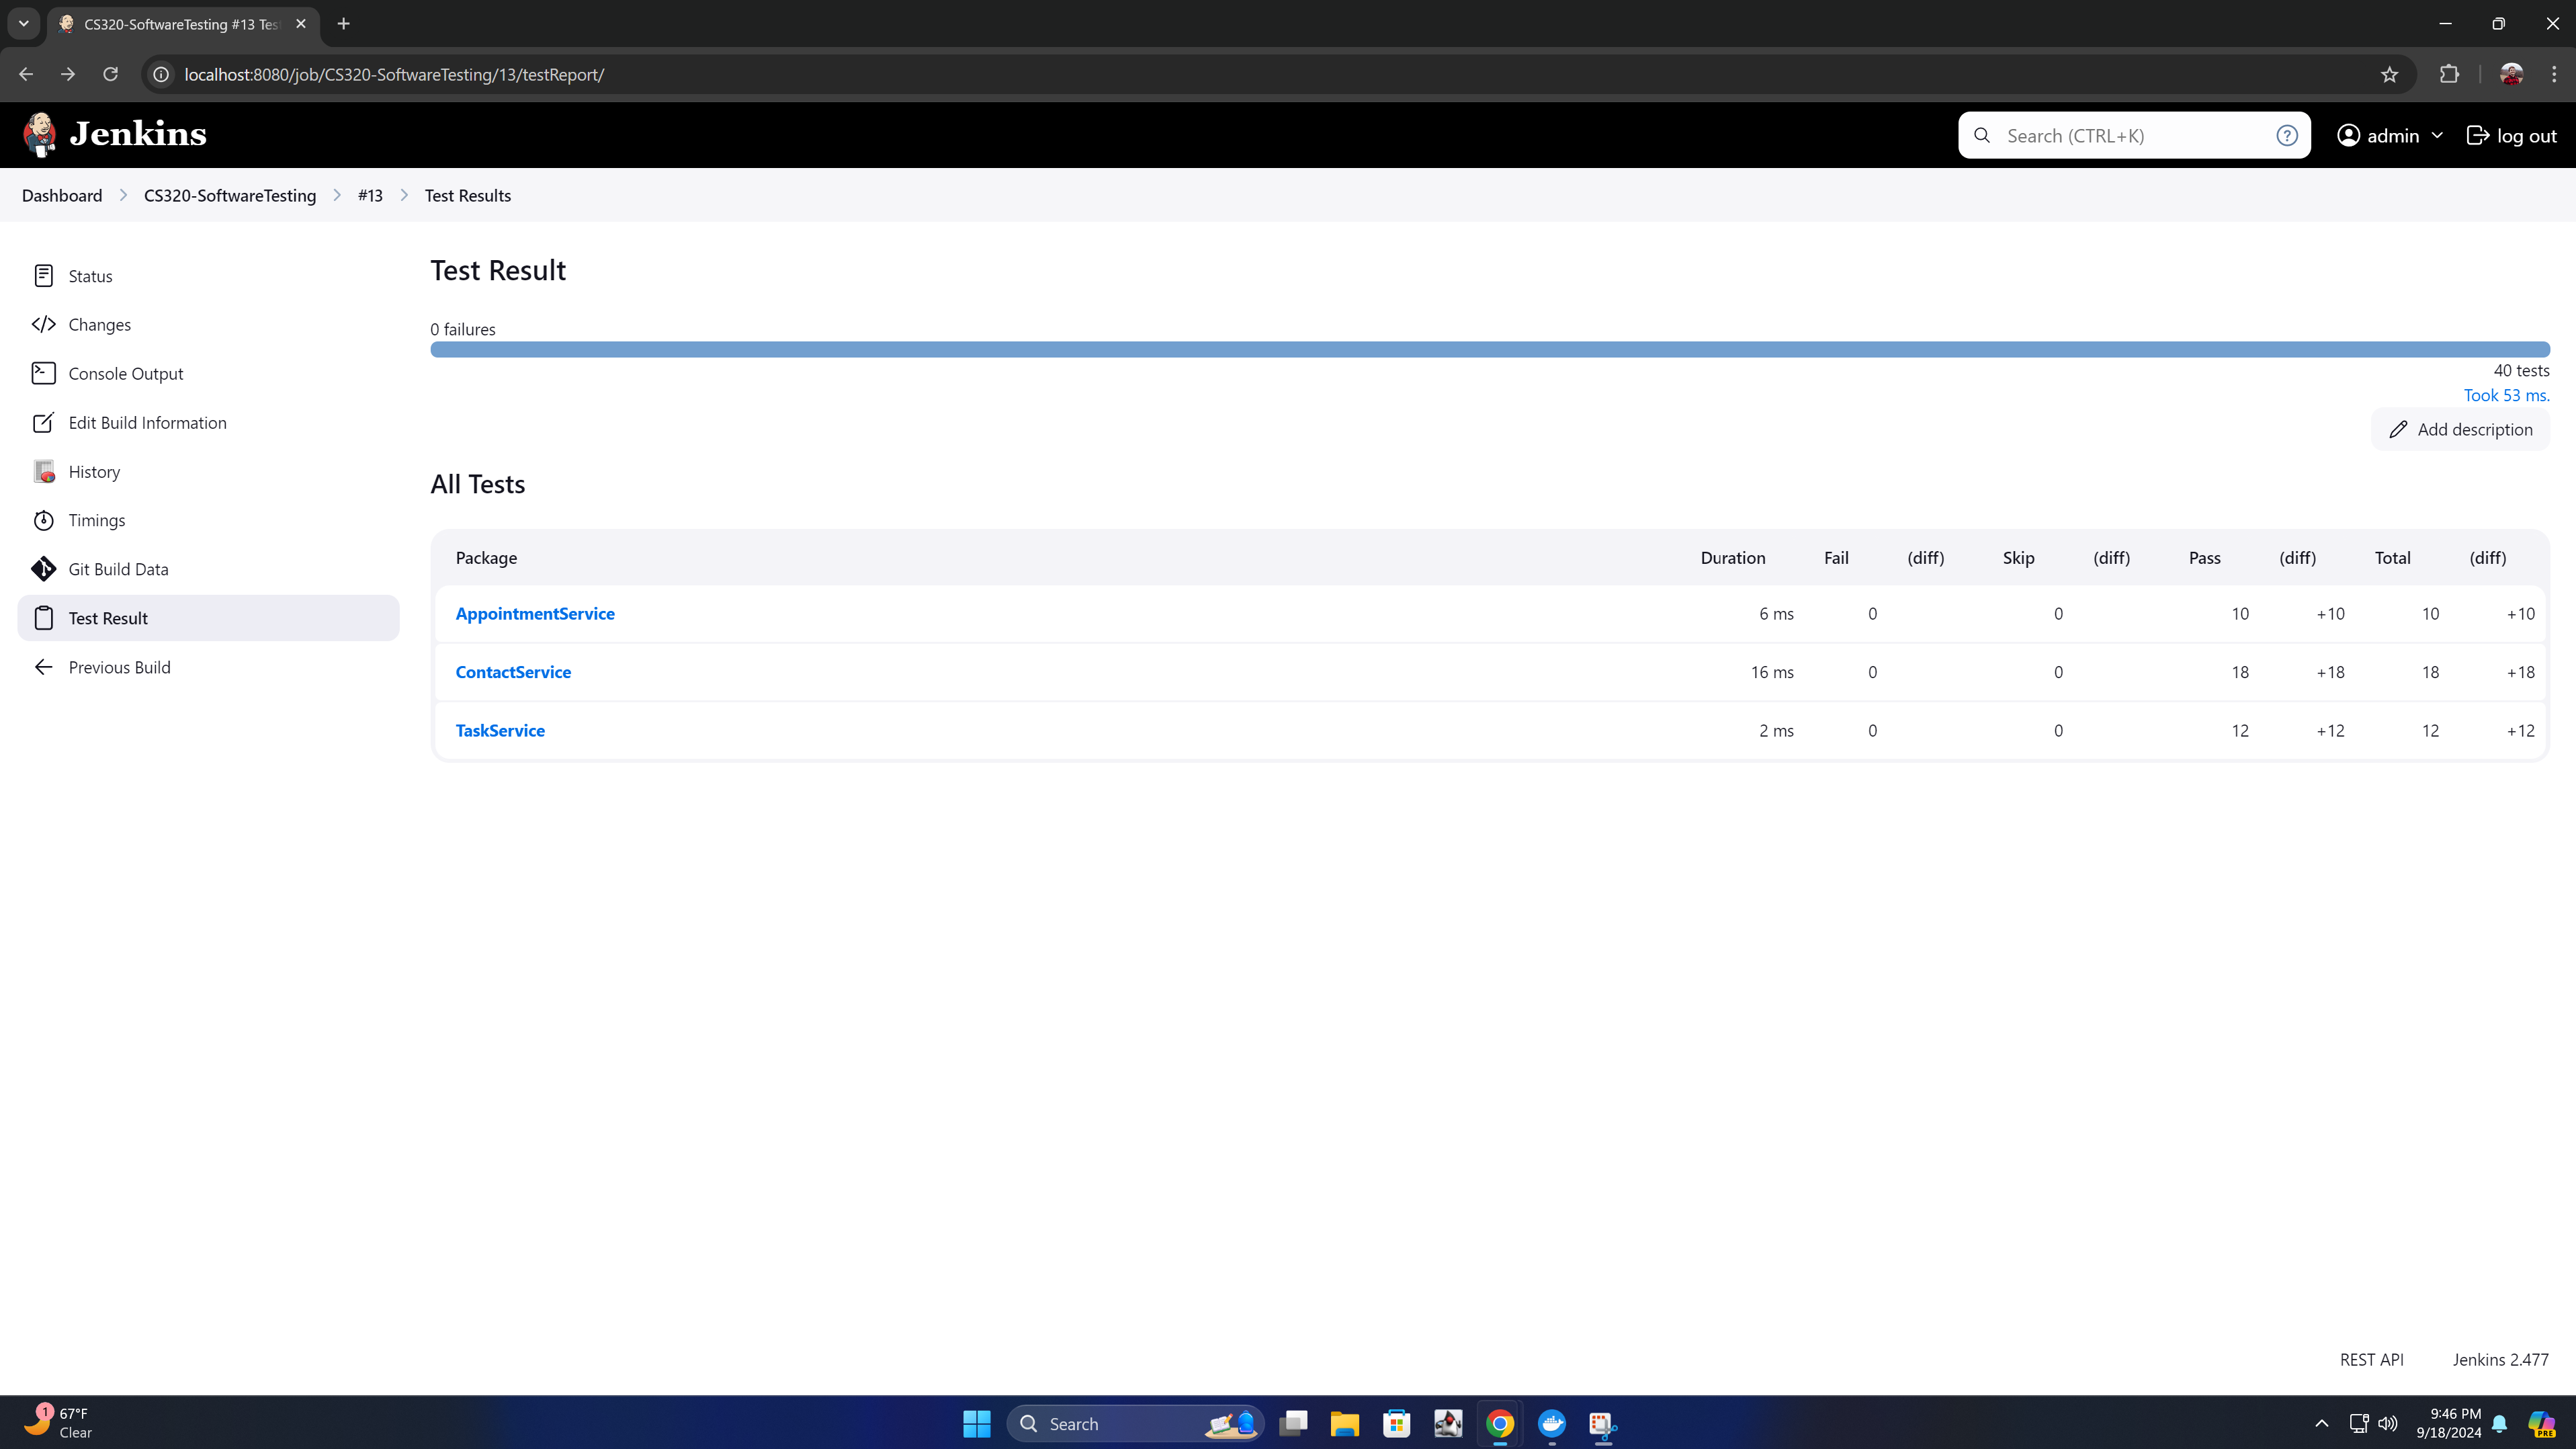 CS320-SoftwareTesting #13 Tes
localhost:8080/job/CS320-SoftwareTesting/13/testReport/
Jenkins
Search (CTRL+K)
admin
log out
Dashboard
CS320-SoftwareTesting
#13
Test Results
Status
Changes
Console Output
Edit Build Information
History
Timings
Git Build Data
Test Result
Previous Build
Test Result
0 failures
40 tests
Took 53 ms.
Add description
All Tests
Package Duration Fail (diff) Skip (diff) Pass (diff) Total (diff)
AppointmentService 6 ms 0 0 10 +10 10 +10
ContactService 16 ms 0 0 18 +18 18 +18
TaskService 2 ms 0 0 12 +12 12 +12
REST API Jenkins 2.477
1
67°F
Clear
Search
9:46 PM
9/18/2024
PRE